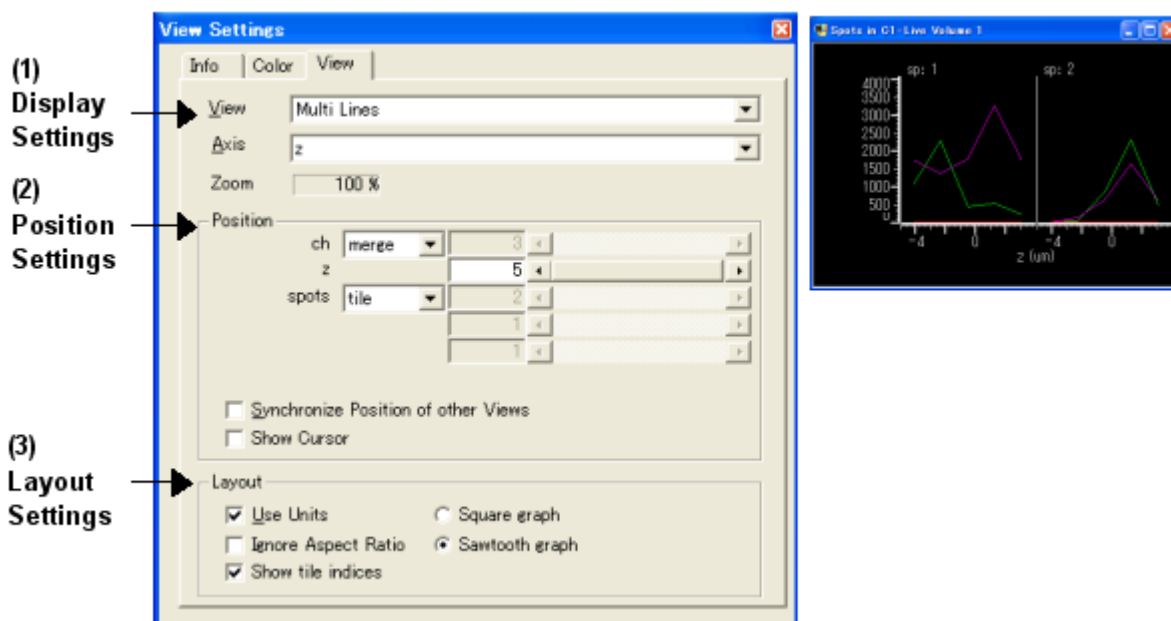 (1)
Display
Settings
(2)
Position
Settings
(3)
Layout
Settings
View Settings
Info Color View
View Multi Lines
Axis z
Zoom 100 %
Position
ch merge 3
z 5
spots tile 2
1
1
Synchronize Position of other Views
Show Cursor
Layout
Use Units Square graph
Ignore Aspect Ratio Sawtooth graph
Show tile indices
Spots in C1-Live Volume 1
sp: 1 sp: 2
4000
3500
3000
2500
2000
1500
1000
500
-4 0 -4 0
z (um)